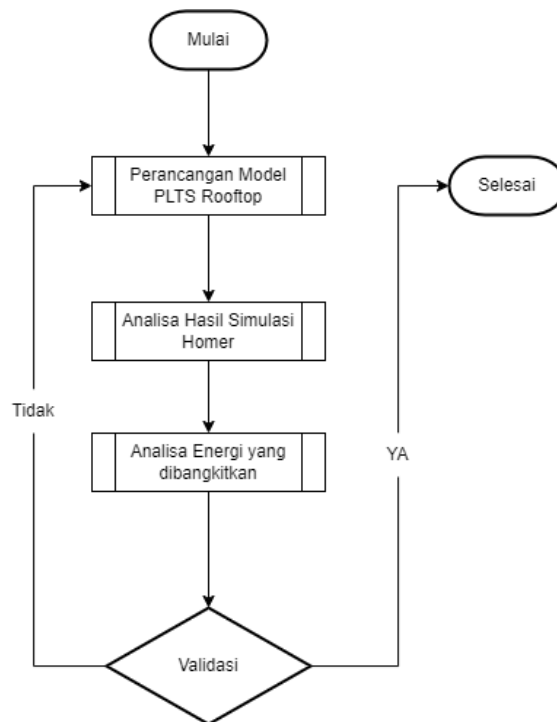 Mulai
Perancangan Model
PLTS Rooftop
Selesai
Analisa Hasil Simulasi
Homer
Tidak
Analisa Energi yang
dibangkitkan
YA
Validasi